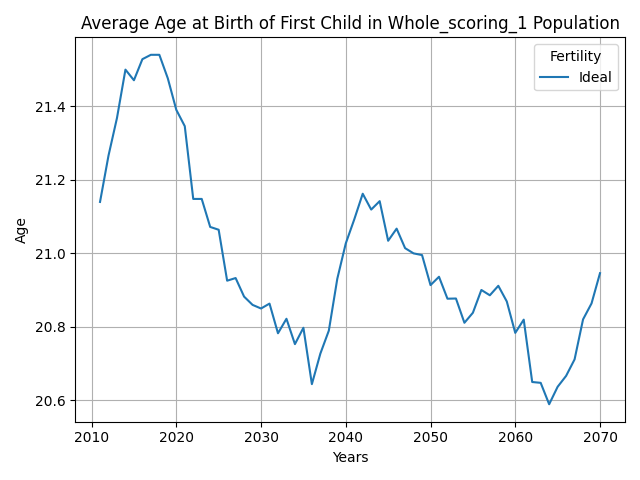 Average Age at Birth of First Child in Whole_scoring_1 Population
Fertility
Ideal
Age
21.4
21.2
21.0
20.8
20.6
2010 2020 2030 2040 2050 2060 2070
Years